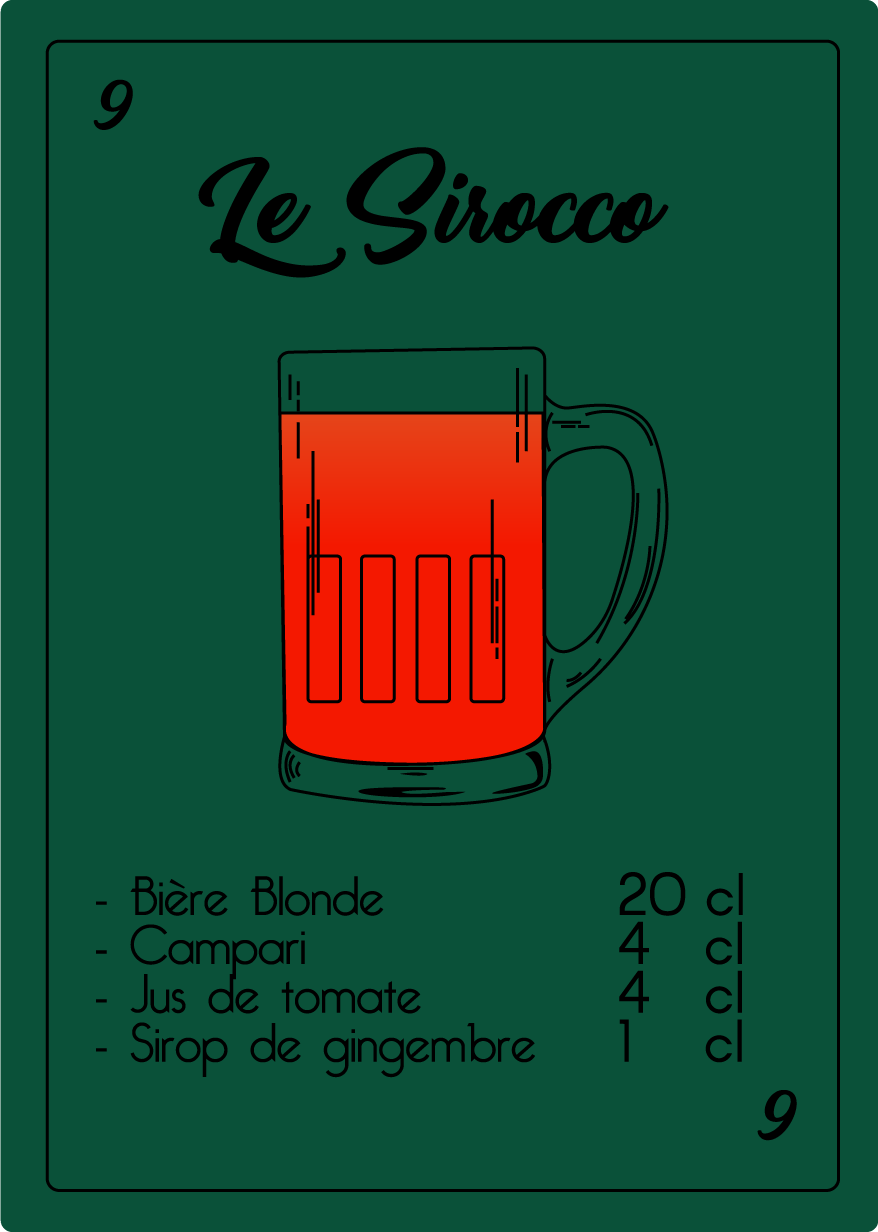 9
Le Sirocco
- Bière Blonde 20 cl
- Campari 4 cl
- Jus de tomate 4 cl
- Sirop de gingembre 1 cl
9